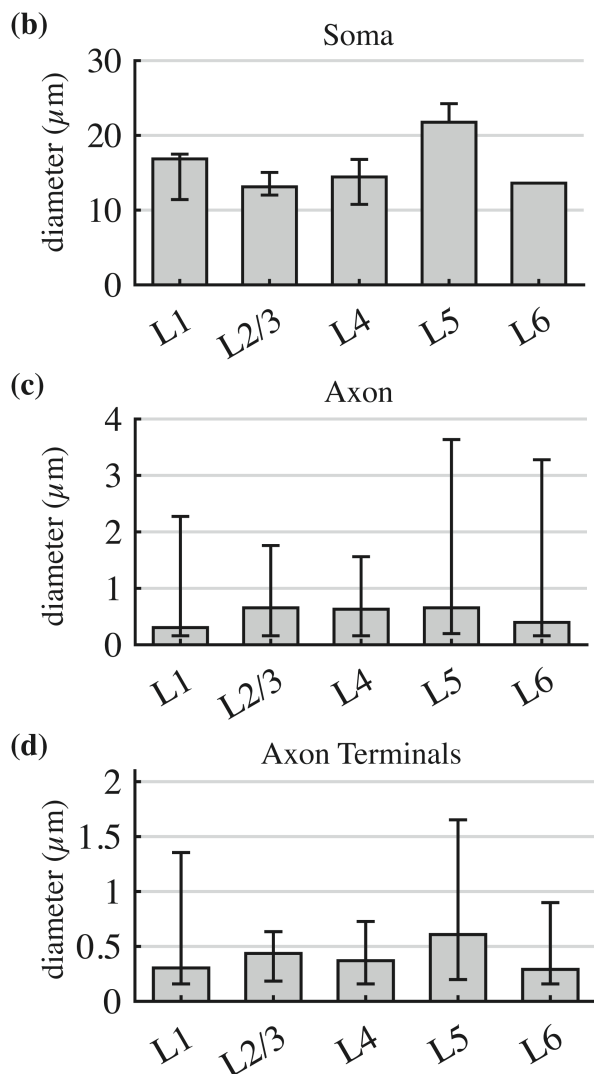 (b)
Soma
diameter (μm)
30
20
10
0
L1 L2/3 L4 L5 L6
(c)
Axon
diameter (μm)
4
3
2
1
0
L1 L2/3 L4 L5 L6
(d)
Axon Terminals
diameter (μm)
2
1.5
1
0.5
0
L1 L2/3 L4 L5 L6